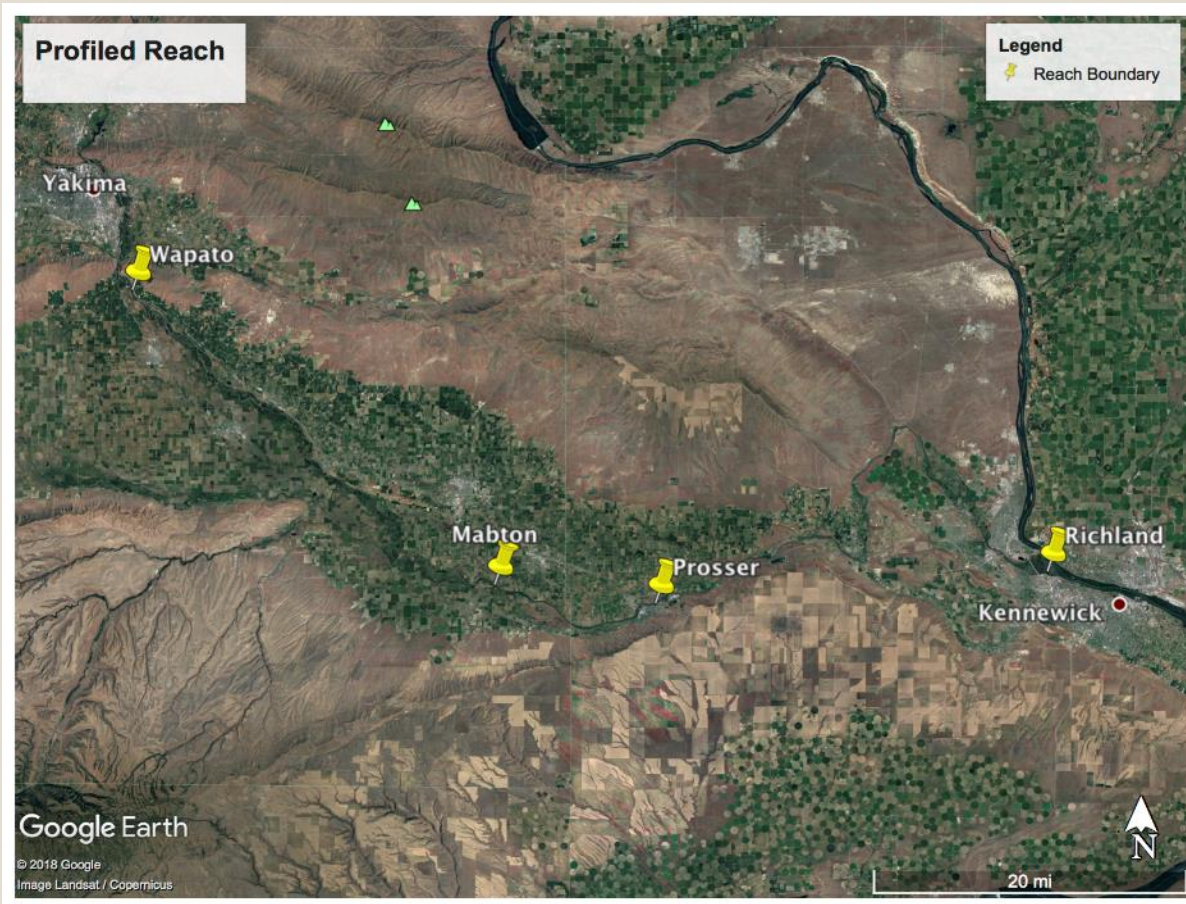 Profiled Reach
Legend
Reach Boundary
Yakima
Wapato
Mabton
Prosser
Richland
Kennewick
Google Earth
© 2018 Google
Image Landsat / Copernicus
N
20 mi